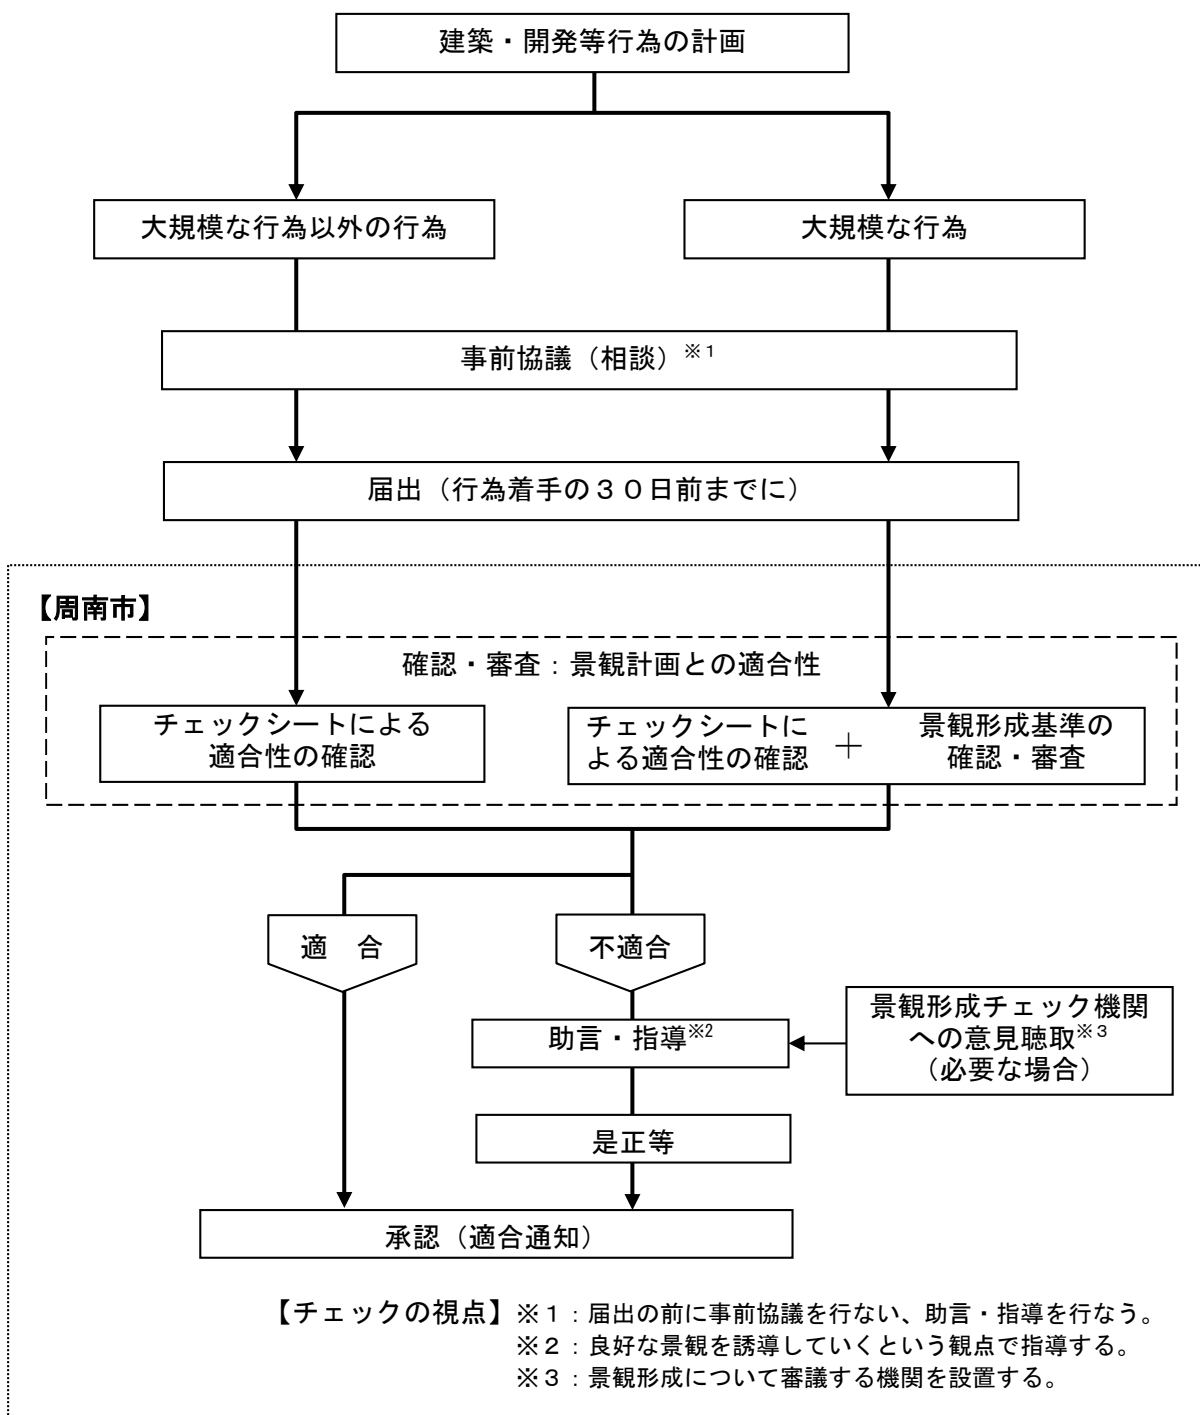 建築・開発等行為の計画
大規模な行為以外の行為
大規模な行為
事前協議（相談）※１
届出（行為着手の３０日前までに）
【周南市】
確認・審査：景観計画との適合性
チェックシートによる
適合性の確認
チェックシートに
よる適合性の確認
＋
景観形成基準の
確認・審査
適　合
不適合
助言・指導※2
景観形成チェック機関
への意見聴取※３
（必要な場合）
是正等
承認（適合通知）
【チェックの視点】※１：届出の前に事前協議を行ない、助言・指導を行なう。
※２：良好な景観を誘導していくという観点で指導する。
※３：景観形成について審議する機関を設置する。